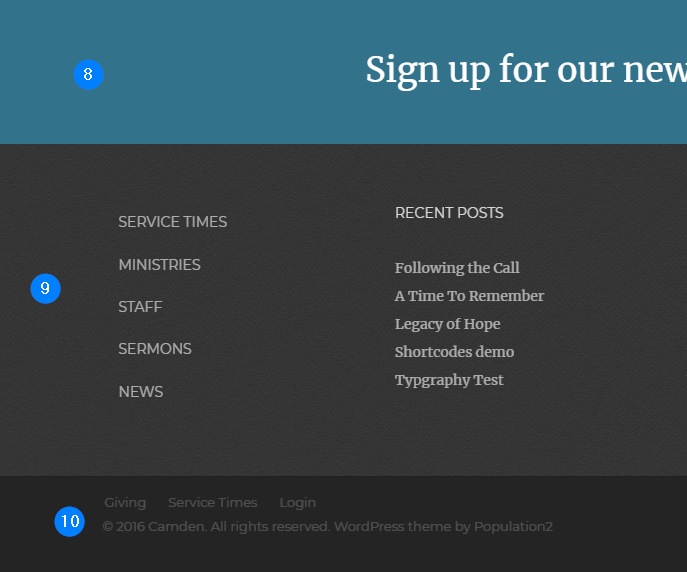 8
Sign up for our new
SERVICE TIMES
MINISTRIES
STAFF
SERMONS
NEWS
9
RECENT POSTS
Following the Call
A Time To Remember
Legacy of Hope
Shortcodes demo
Typgraphy Test
10
Giving Service Times Login
© 2016 Camden. All rights reserved. WordPress theme by Population2